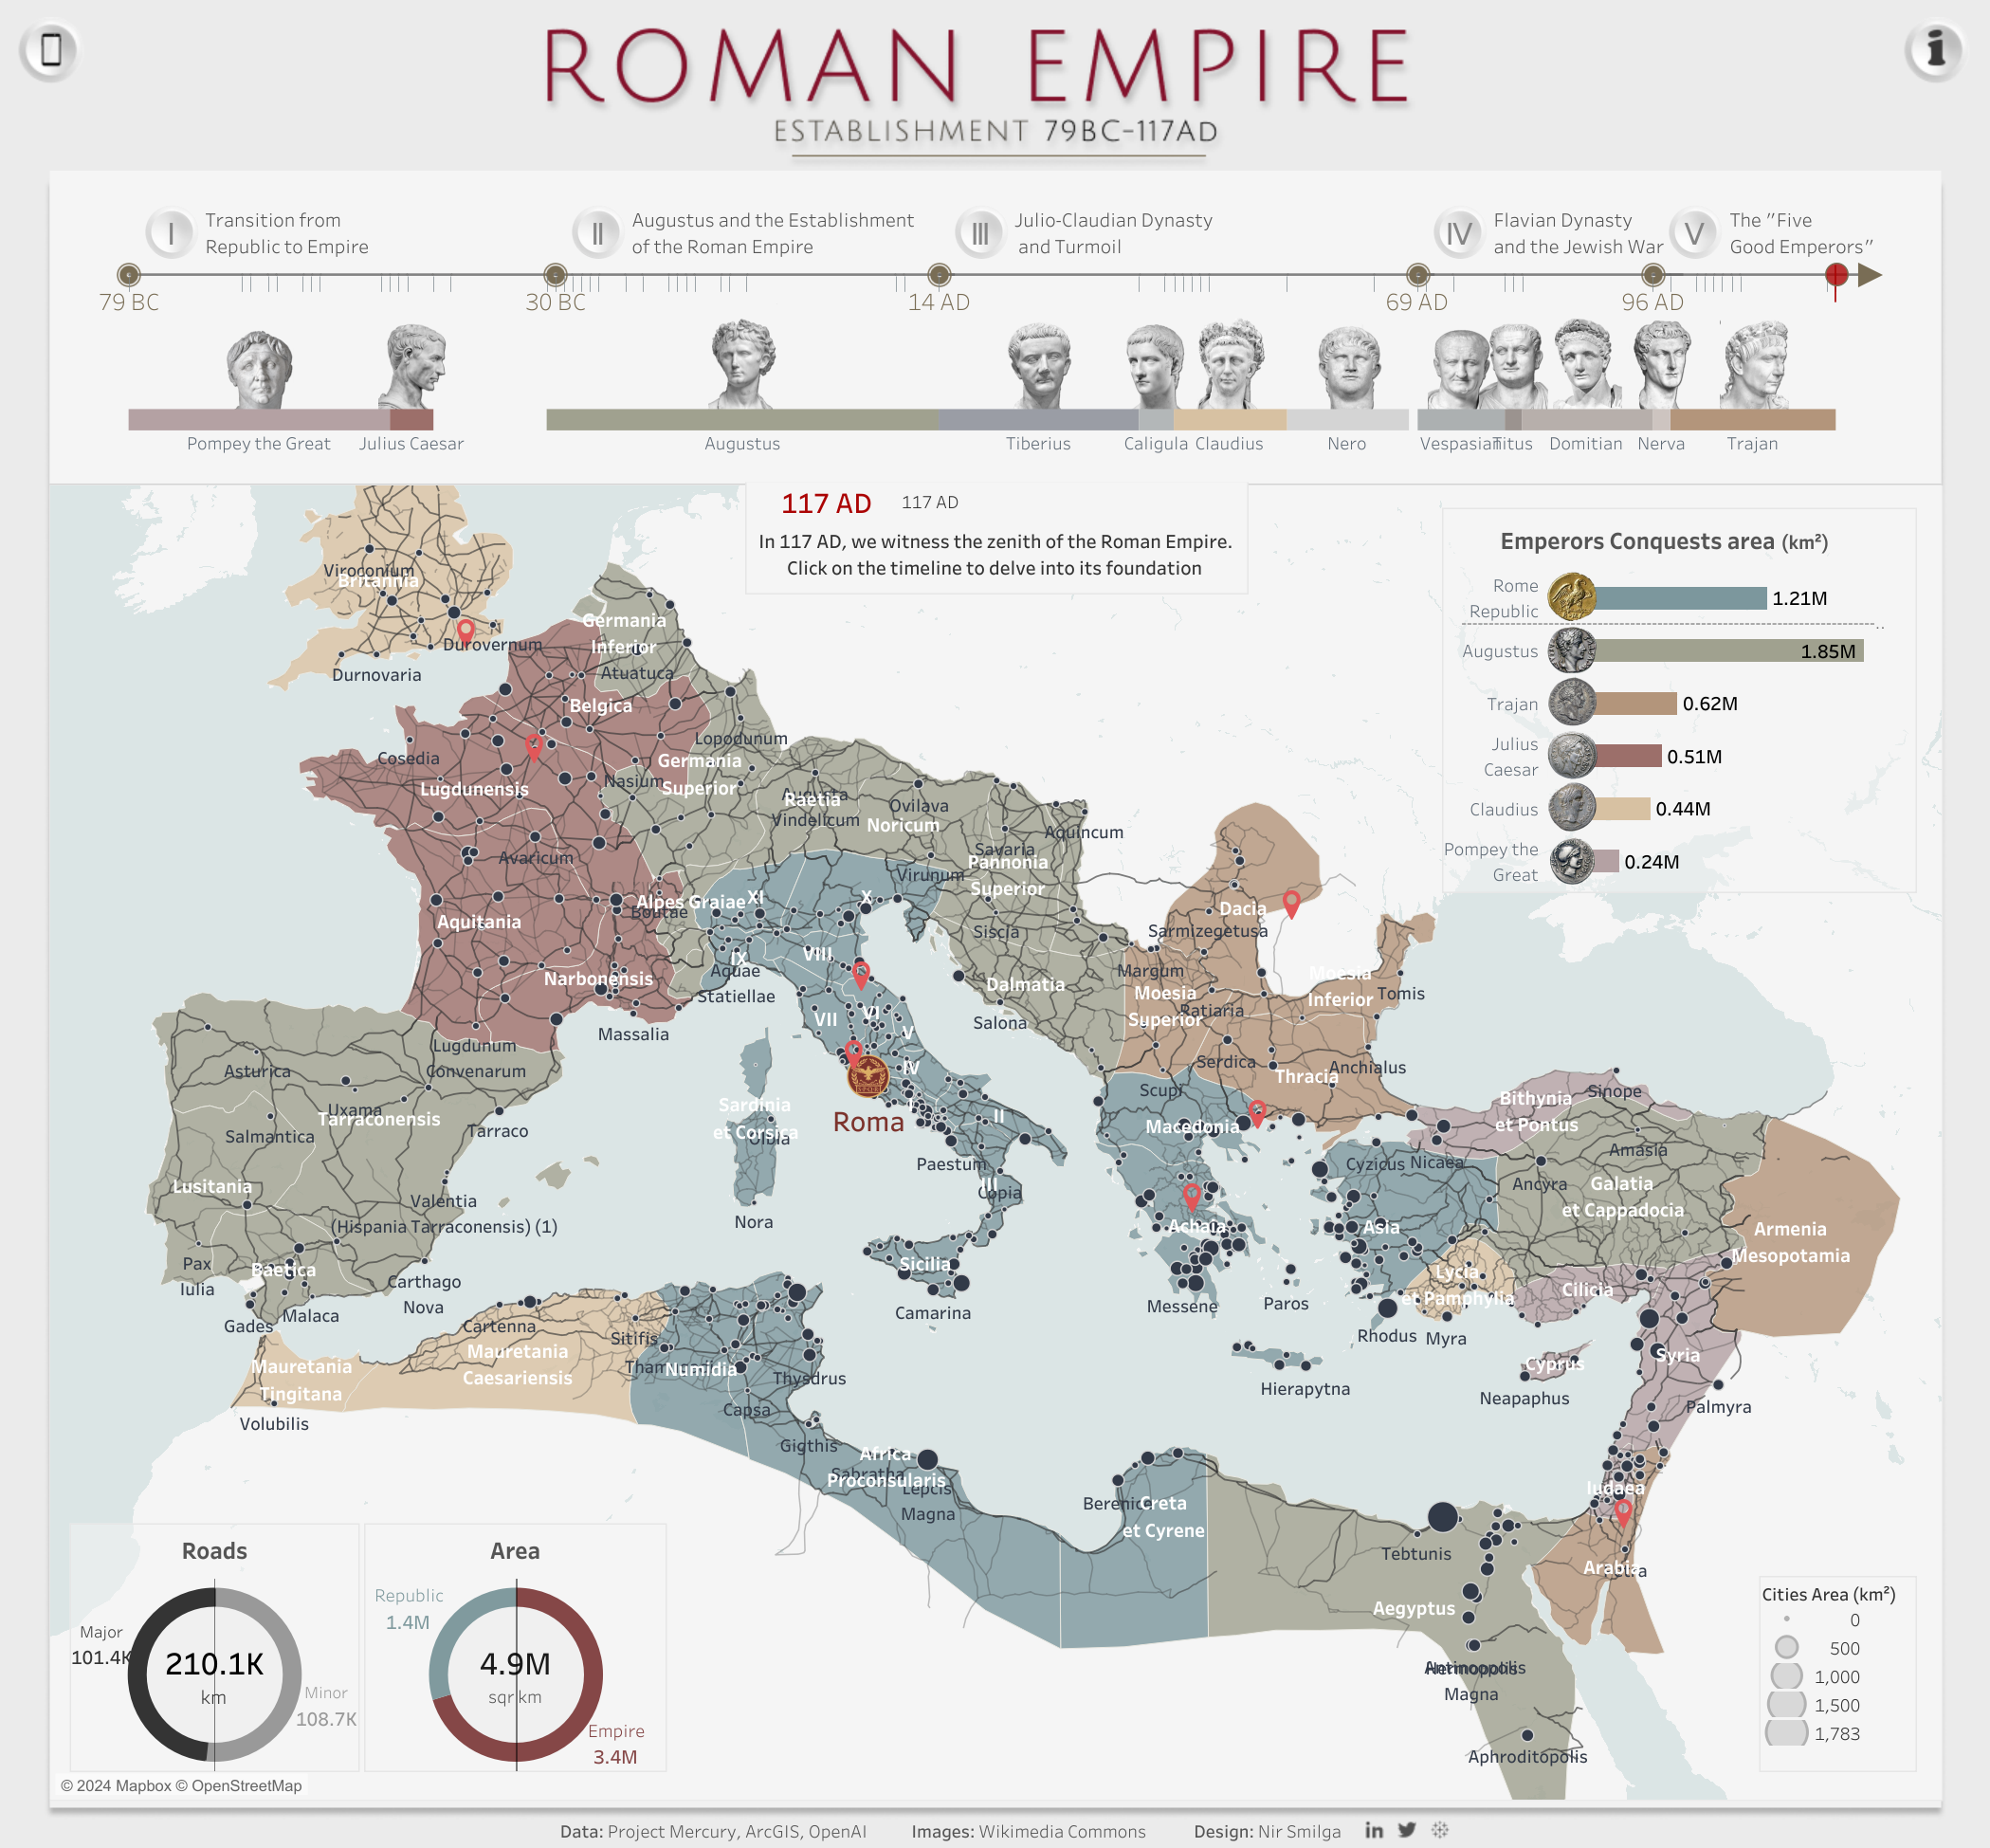 ROMAN EMPIRE
ESTABLISHMENT 79BC–117AD
I
Transition from
Republic to Empire
II
Augustus and the Establishment
of the Roman Empire
III
Julio-Claudian Dynasty
and Turmoil
IV
Flavian Dynasty
and the Jewish War
V
The "Five
Good Emperors"
79 BC
30 BC
14 AD
69 AD
96 AD
Pompey the Great
Julius Caesar
Augustus
Tiberius
Caligula
Claudius
Nero
Vespasian
Titus
Domitian
Nerva
Trajan
117 AD
117 AD
In 117 AD, we witness the zenith of the Roman Empire.
Click on the timeline to delve into its foundation
Emperors Conquests area (km²)
Rome
Republic
1.21M
Augustus
1.85M
Trajan
0.62M
Julius
Caesar
0.51M
Claudius
0.44M
Pompey the
Great
0.24M
Viroconium
Britannia
Durovernum
Durnovaria
Germania
Inferior
Atuatuca
Belgica
Lopodunum
Cosedia
Lugdunensis
Nasium
Germania
Superior
Raetia
Vindelicum
Ovilava
Noricum
Aquincum
Savaria
Pannonia
Superior
Avaricum
Virunum
Alpes Graiae
XI
X
Aquitania
Siscia
Dacia
Sarmizegetusa
IX
VIII
Aquae
Statiellae
Narbonensis
Dalmatia
Margum
Moesia
Superior
Ratiaria
Moesia
Inferior
Tomis
Massalia
VII
VI
V
Salona
Lugdunum
Convenarum
IV
Serdica
Thracia
Anchialus
Asturica
Uxama
Tarraconensis
Sardinia
et Corsica
Roma
I
II
Scupi
Macedonia
Bithynia
et Pontus
Sinope
Salmantica
Tarraco
Paestum
III
Copia
Cyzicus
Nicaea
Amasia
Ancyra
Galatia
et Cappadocia
Lusitania
Valentia
(Hispania Tarraconensis) (1)
Nora
Achaia
Asia
Armenia
Mesopotamia
Pax
Iulia
Baetica
Carthago
Nova
Sicilia
Camarina
Messene
Paros
Lycia
et Pamphylia
Cilicia
Gades
Malaca
Cartenna
Sitifis
Rhodus
Myra
Mauretania
Tingitana
Mauretania
Caesariensis
Numidia
Thysdrus
Hierapytna
Cyprus
Neapaphus
Syria
Palmyra
Volubilis
Capsa
Gigthis
Africa
Proconsularis
Sabratha
Lepcis
Magna
Berenice
Creta
et Cyrene
Iudaea
Tebtunis
Arabia
Aegyptus
Antinoopolis
Hermopolis
Magna
Aphroditopolis
Roads
Major
101.4K
210.1K
km
Minor
108.7K
Area
Republic
1.4M
4.9M
sqr km
Empire
3.4M
Cities Area (km²)
0
500
1,000
1,500
1,783
© 2024 Mapbox © OpenStreetMap
Data: Project Mercury, ArcGIS, OpenAI
Images: Wikimedia Commons
Design: Nir Smilga